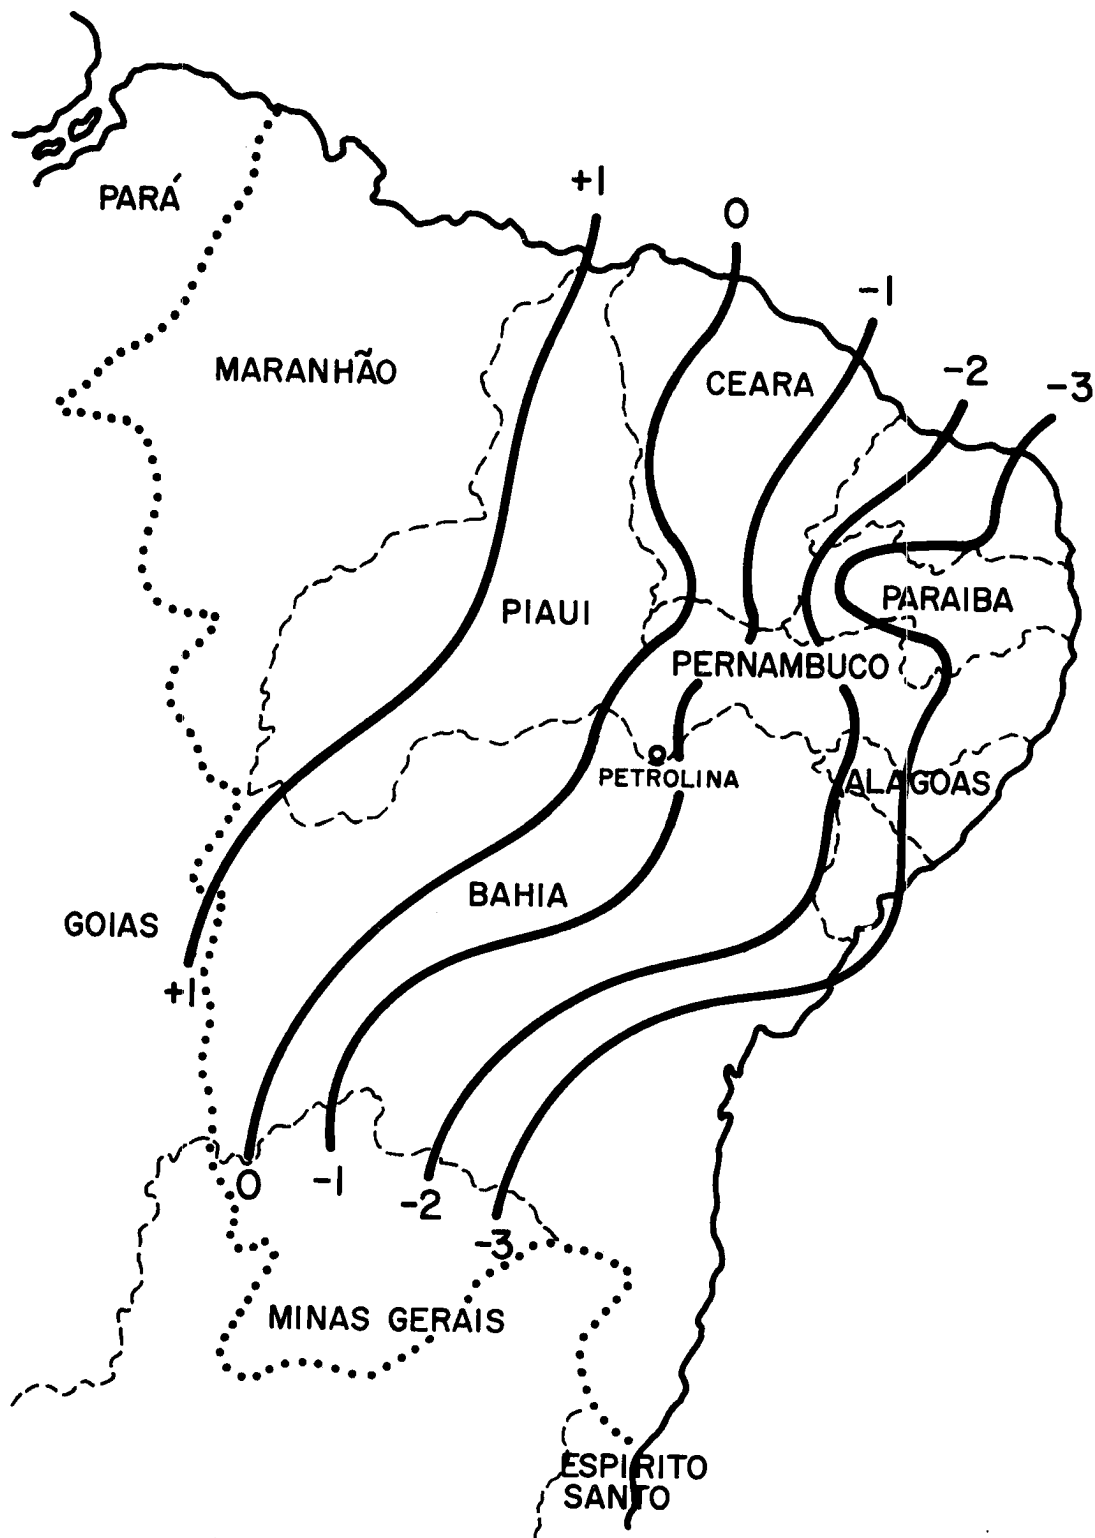 +1
0
PARÁ
-1
-2
-3
MARANHÃO
CEARA
PIAUI
PARAIBA
PERNAMBUCO
PETROLINA
ALAGOAS
BAHIA
GOIAS
+1
0
-1
-2
-3
MINAS GERAIS
ESPIRITO
SANTO